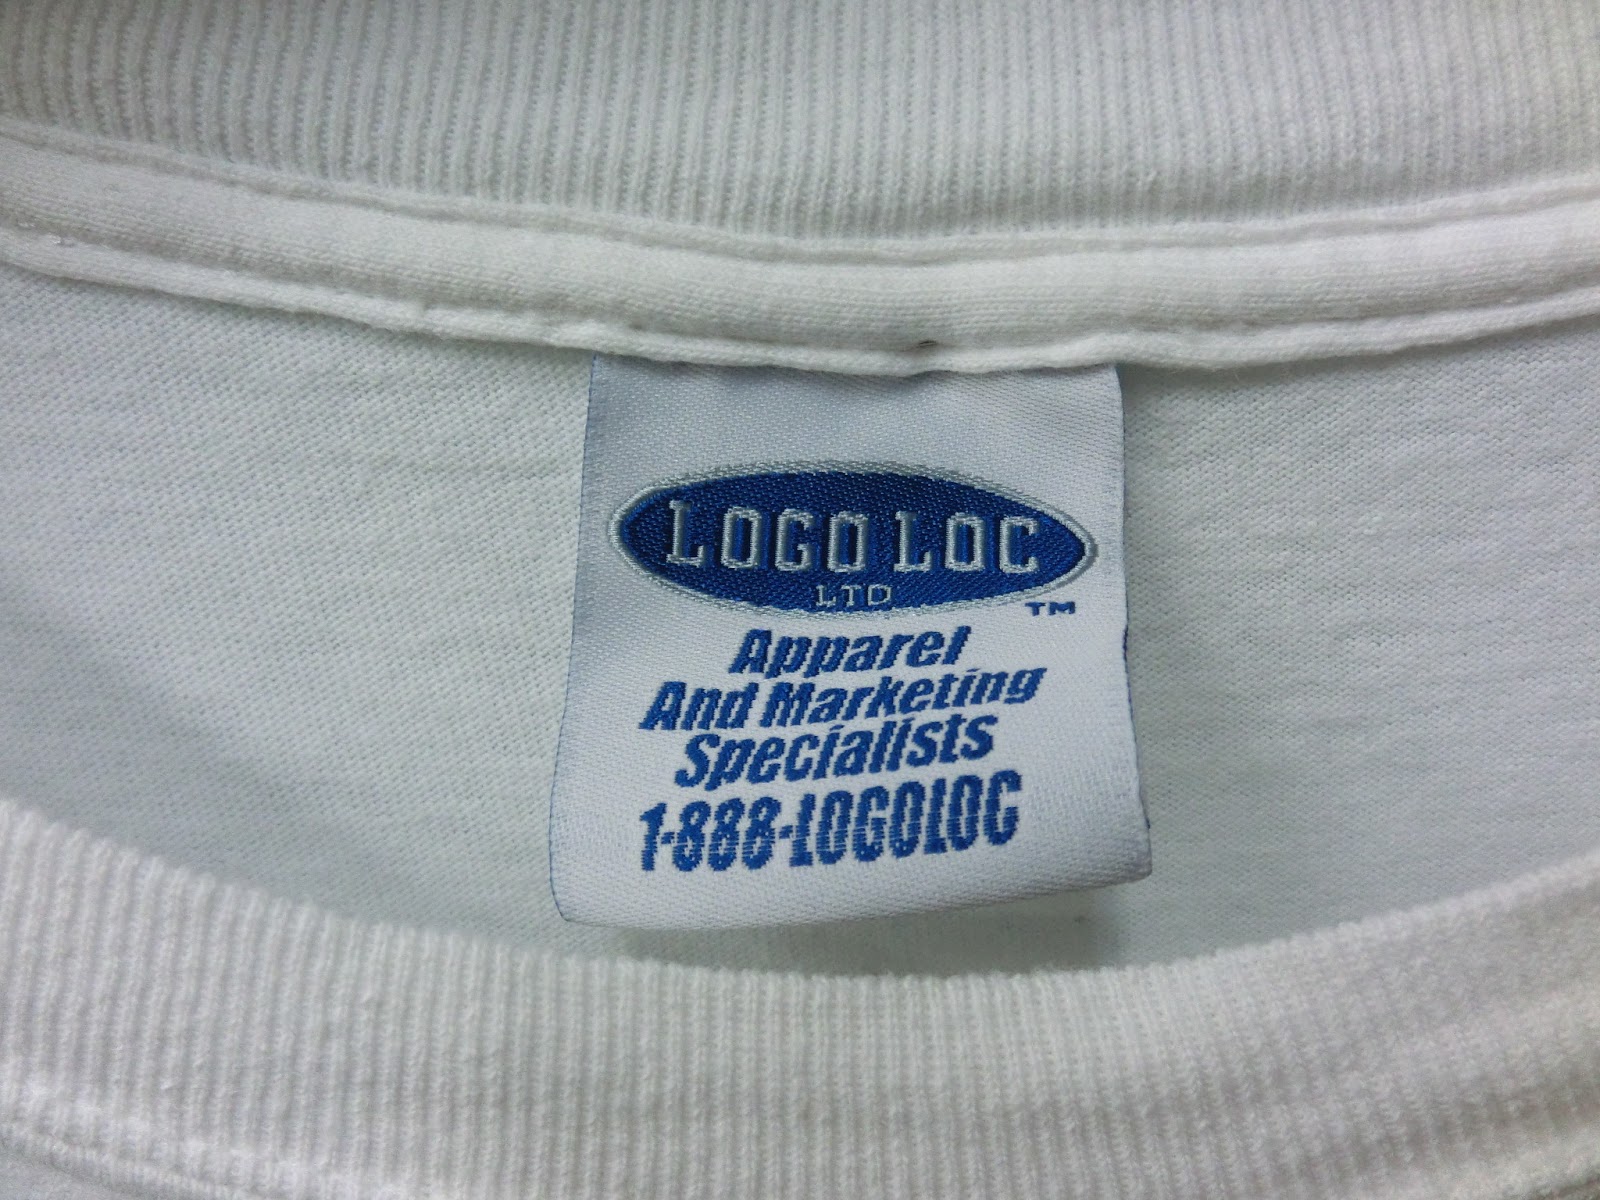 LOGO LOC
LTD
TM
Apparel
And Marketing
Specialists
1-888-LOGOLOC